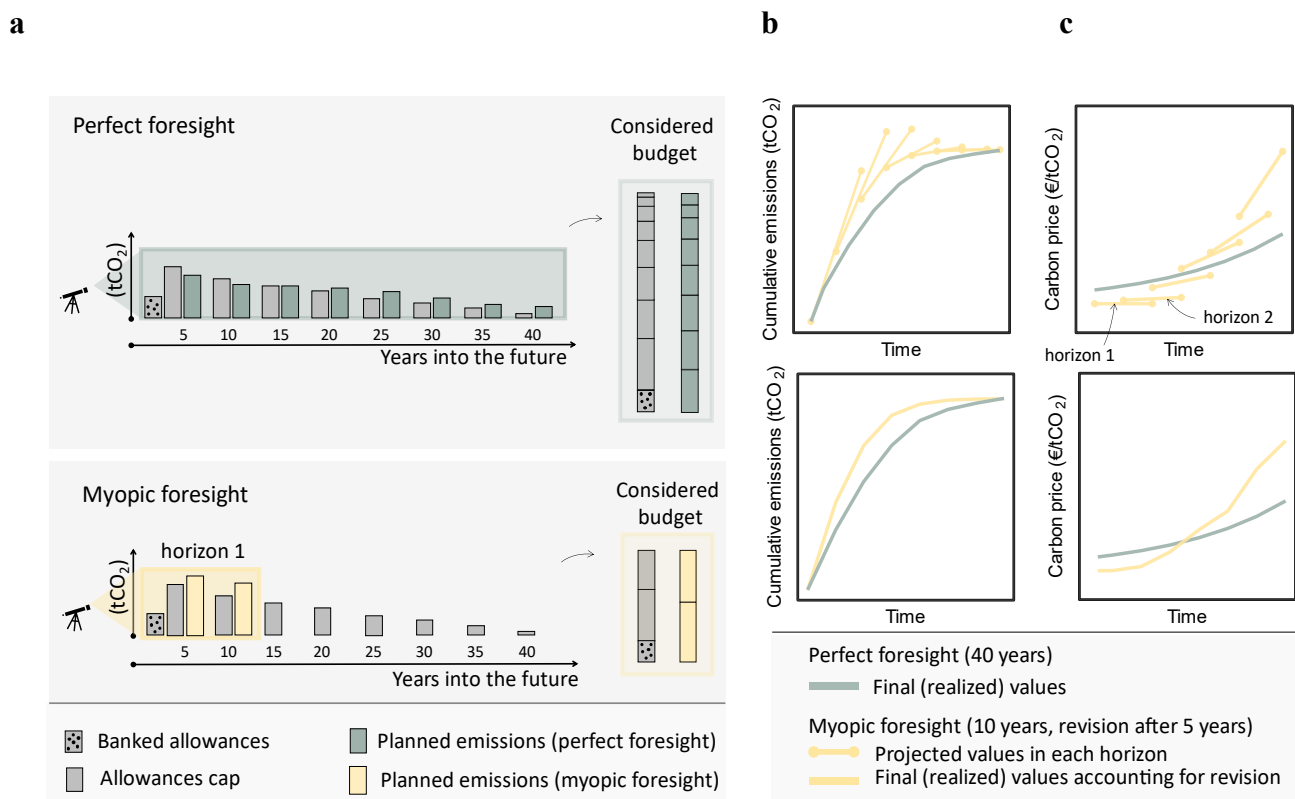 a
Perfect foresight
Considered
budget
(tCO2)
5 10 15 20 25 30 35 40
Years into the future
Myopic foresight
Considered
budget
horizon 1
(tCO2)
5 10 15 20 25 30 35 40
Years into the future
Banked allowances
Planned emissions (perfect foresight)
Allowances cap
Planned emissions (myopic foresight)
b
Cumulative emissions (tCO2)
Time
Cumulative emissions (tCO2)
Time
c
Carbon price (€/tCO2)
horizon 2
Time
horizon 1
Carbon price (€/tCO2)
Time
Perfect foresight (40 years)
Final (realized) values
Myopic foresight (10 years, revision after 5 years)
Projected values in each horizon
Final (realized) values accounting for revision